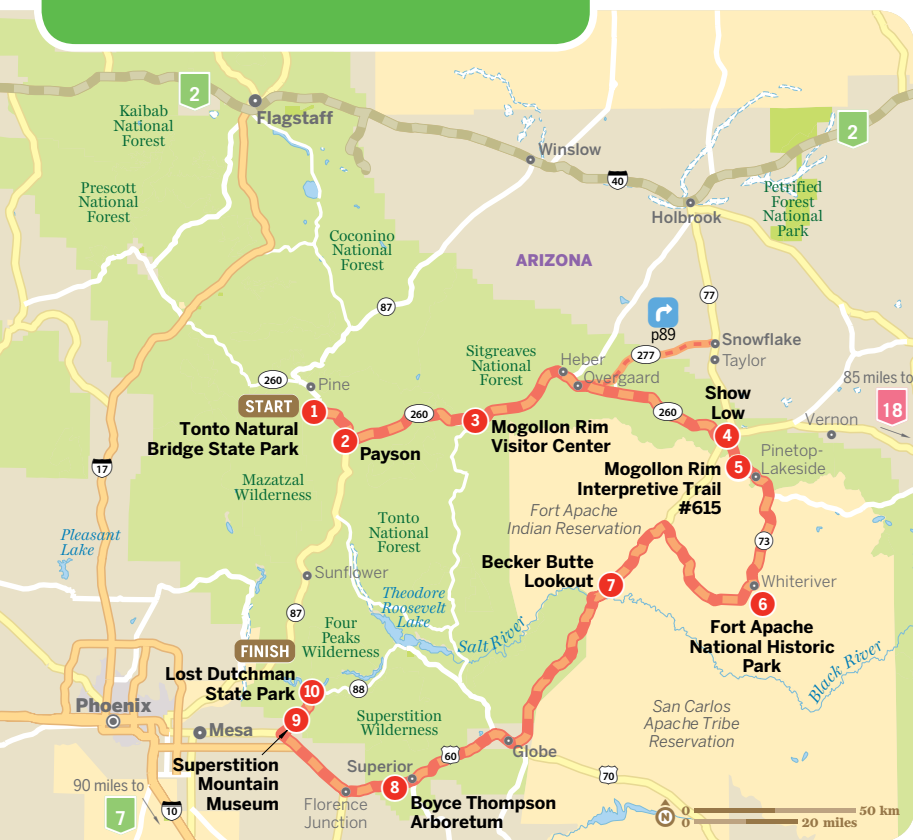 2
Flagstaff
Kaibab
National
Forest
Winslow
2
40
Prescott
National
Forest
Petrified
Forest
National
Park
Holbrook
Coconino
National
Forest
ARIZONA
77
87
p89
Snowflake
277
Taylor
Sitgreaves
National
Forest
Heber
Overgaard
260
Pine
85 miles to
18
START
1
Tonto Natural
Bridge State Park
260
260
Show
Low
4
Vernon
2
Payson
3
Mogollon Rim
Visitor Center
5
Mogollon Rim
Interpretive Trail
#615
Pinetop-
Lakeside
17
Mazatzal
Wilderness
Fort Apache
Indian Reservation
Tonto
National
Forest
Pleasant
Lake
73
Becker Butte
Lookout
7
Sunflower
Whiteriver
6
Fort Apache
National Historic
Park
Theodore
Roosevelt
Lake
87
Salt River
Four
Peaks
Wilderness
FINISH
Black River
Lost Dutchman
State Park
10
88
Phoenix
Mesa
9
Superstition
Wilderness
San Carlos
Apache Tribe
Reservation
Superstition
Mountain
Museum
60
Globe
Superior
8
Boyce Thompson
Arboretum
70
Florence
Junction
90 miles to
7
10
N
0
50 km
0
20 miles